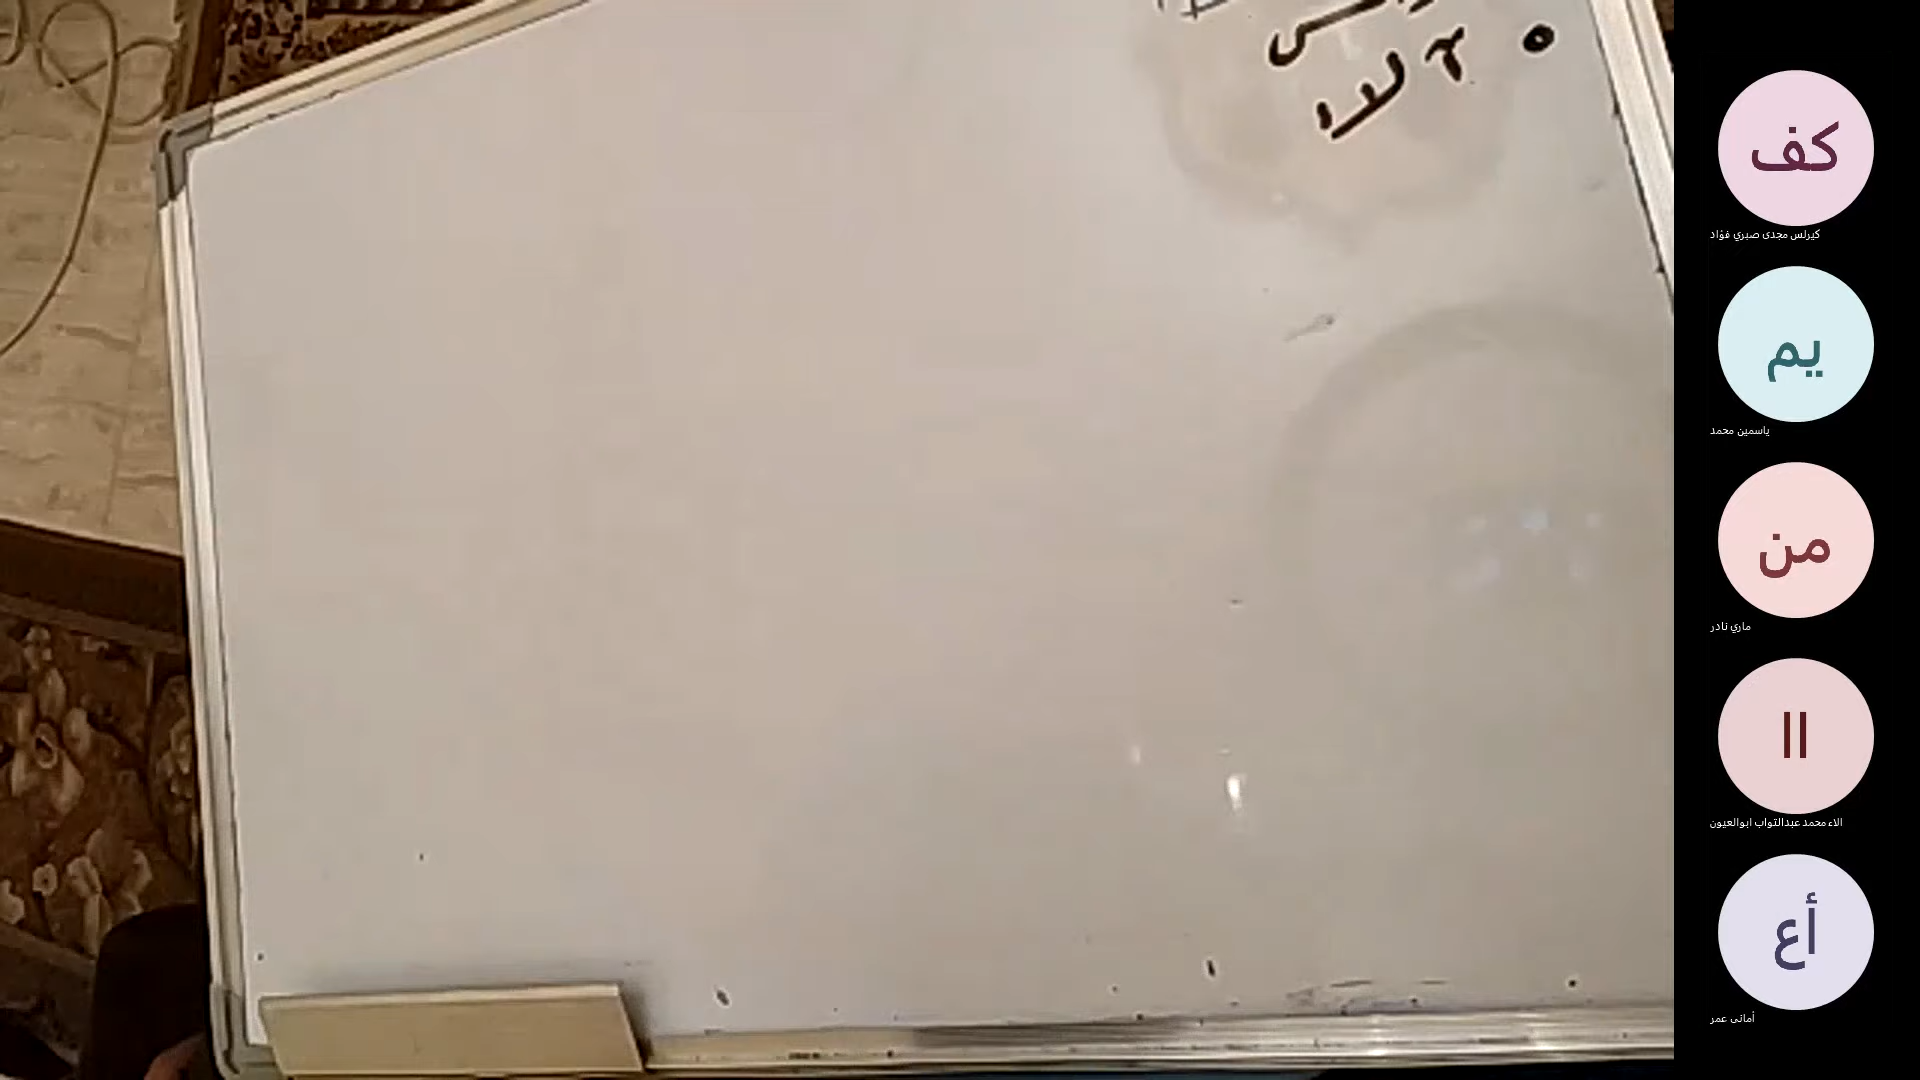 كف
كيرلس مجدى صبري فؤاد
يم
ياسمين محمد
من
ماري نادر
اا
الاء محمد عبدالتواب ابوالعيون
أع
أمانى عمر